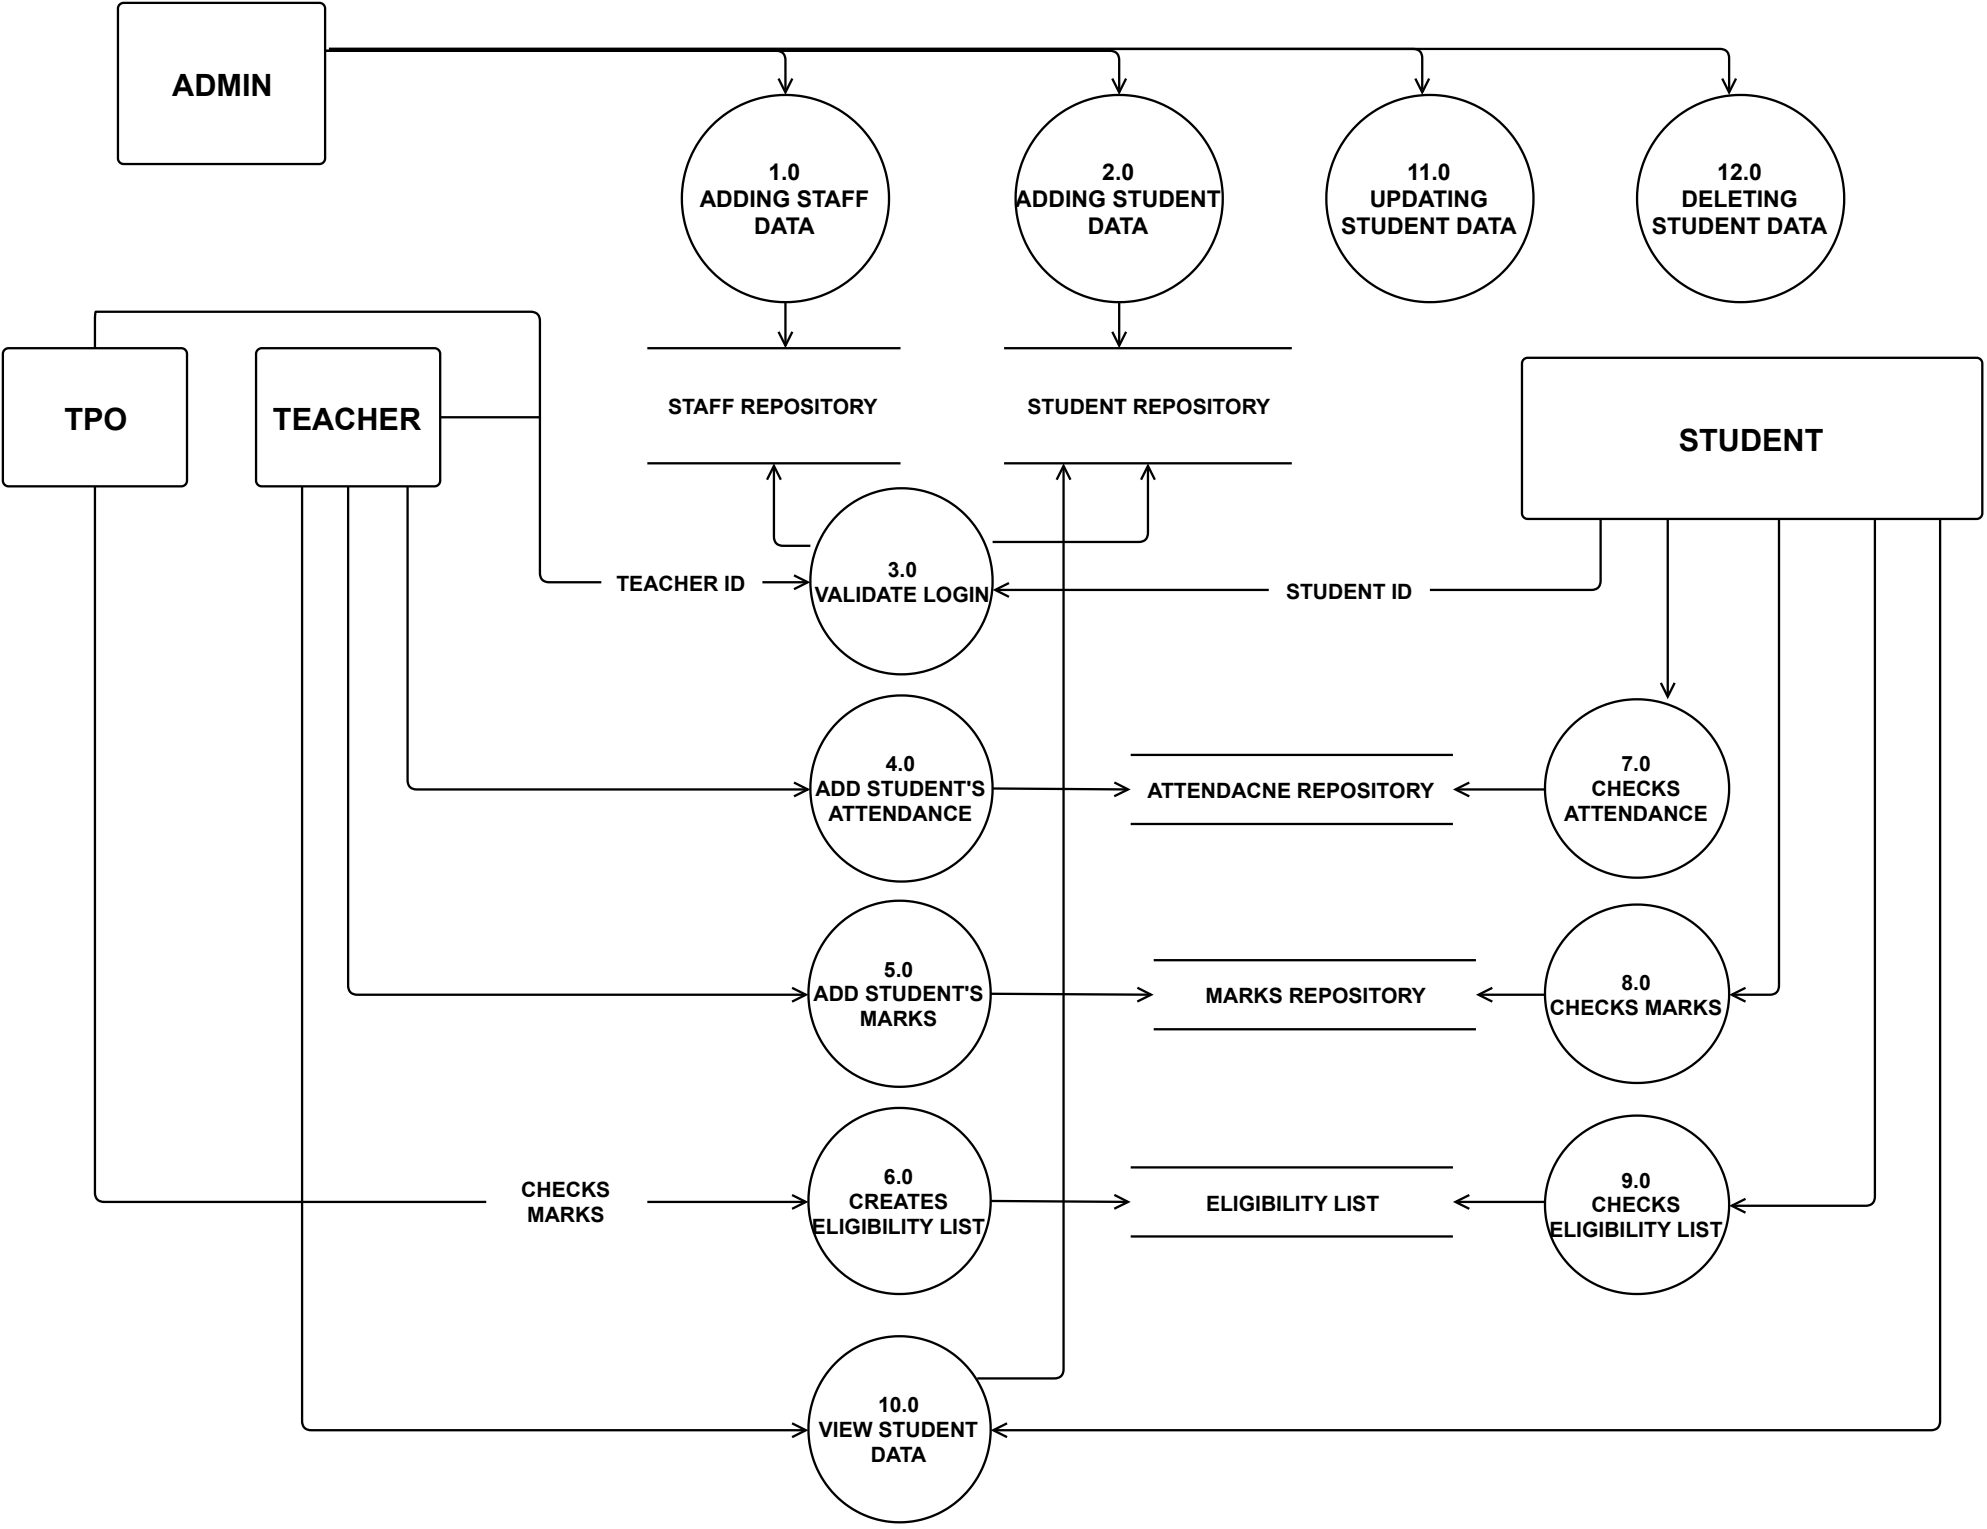 ADMIN
1.0
ADDING STAFF
DATA
2.0
ADDING STUDENT
DATA
11.0
UPDATING
STUDENT DATA
12.0
DELETING
STUDENT DATA
TPO
TEACHER
STAFF REPOSITORY
STUDENT REPOSITORY
STUDENT
TEACHER ID
3.0
VALIDATE LOGIN
STUDENT ID
4.0
ADD STUDENT'S
ATTENDANCE
ATTENDACNE REPOSITORY
7.0
CHECKS
ATTENDANCE
5.0
ADD STUDENT'S
MARKS
MARKS REPOSITORY
8.0
CHECKS MARKS
CHECKS
MARKS
6.0
CREATES
ELIGIBILITY LIST
ELIGIBILITY LIST
9.0
CHECKS
ELIGIBILITY LIST
10.0
VIEW STUDENT
DATA